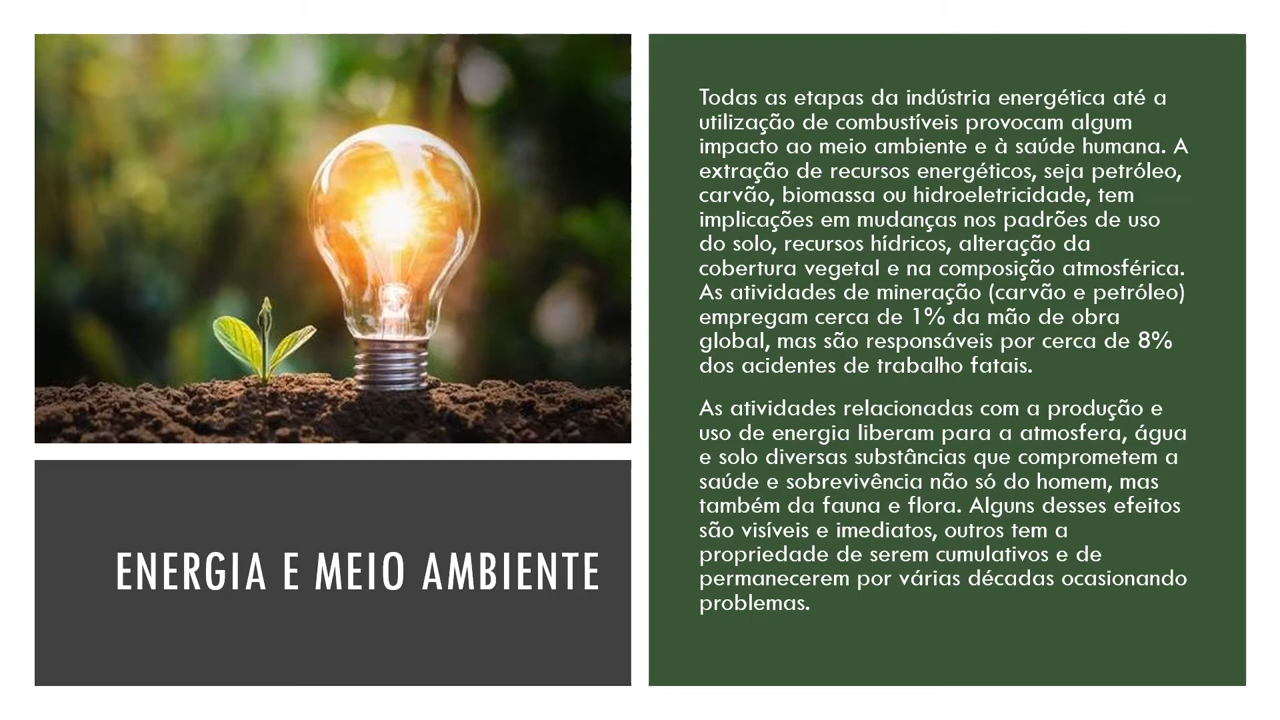 Todas as etapas da indústria energética até a
utilização de combustíveis provocam algum
impacto ao meio ambiente e à saúde humana. A
extração de recursos energéticos, seja petróleo,
carvão, biomassa ou hidroeletricidade, tem
implicações em mudanças nos padrões de uso
do solo, recursos hídricos, alteração da
cobertura vegetal e na composição atmosférica.
As atividades de mineração (carvão e petróleo)
empregam cerca de 1% da mão de obra
global, mas são responsáveis por cerca de 8%
dos acidentes de trabalho fatais.
As atividades relacionadas com a produção e
uso de energia liberam para a atmosfera, água
e solo diversas substâncias que comprometem a
saúde e sobrevivência não só do homem, mas
também da fauna e flora. Alguns desses efeitos
são visíveis e imediatos, outros tem a
propriedade de serem cumulativos e de
permanecerem por várias décadas ocasionando
problemas.
ENERGIA E MEIO AMBIENTE